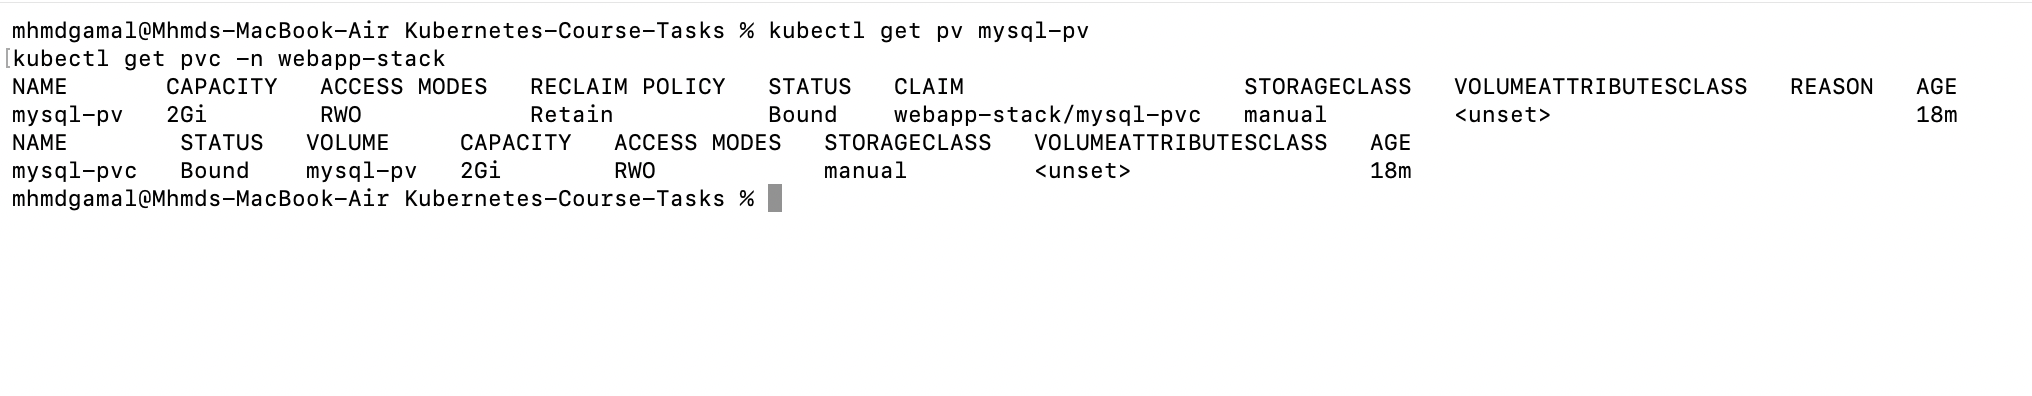 mhmdgamal@Mhmds-MacBook-Air Kubernetes-Course-Tasks % kubectl get pv mysql-pv
[kubectl get pvc -n webapp-stack
NAME       CAPACITY   ACCESS MODES   RECLAIM POLICY   STATUS   CLAIM                    STORAGECLASS   VOLUMEATTRIBUTESCLASS   REASON   AGE
mysql-pv   2Gi        RWO            Retain           Bound    webapp-stack/mysql-pvc   manual         <unset>                          18m
NAME        STATUS   VOLUME     CAPACITY   ACCESS MODES   STORAGECLASS   VOLUMEATTRIBUTESCLASS   AGE
mysql-pvc   Bound    mysql-pv   2Gi        RWO            manual         <unset>                 18m
mhmdgamal@Mhmds-MacBook-Air Kubernetes-Course-Tasks %